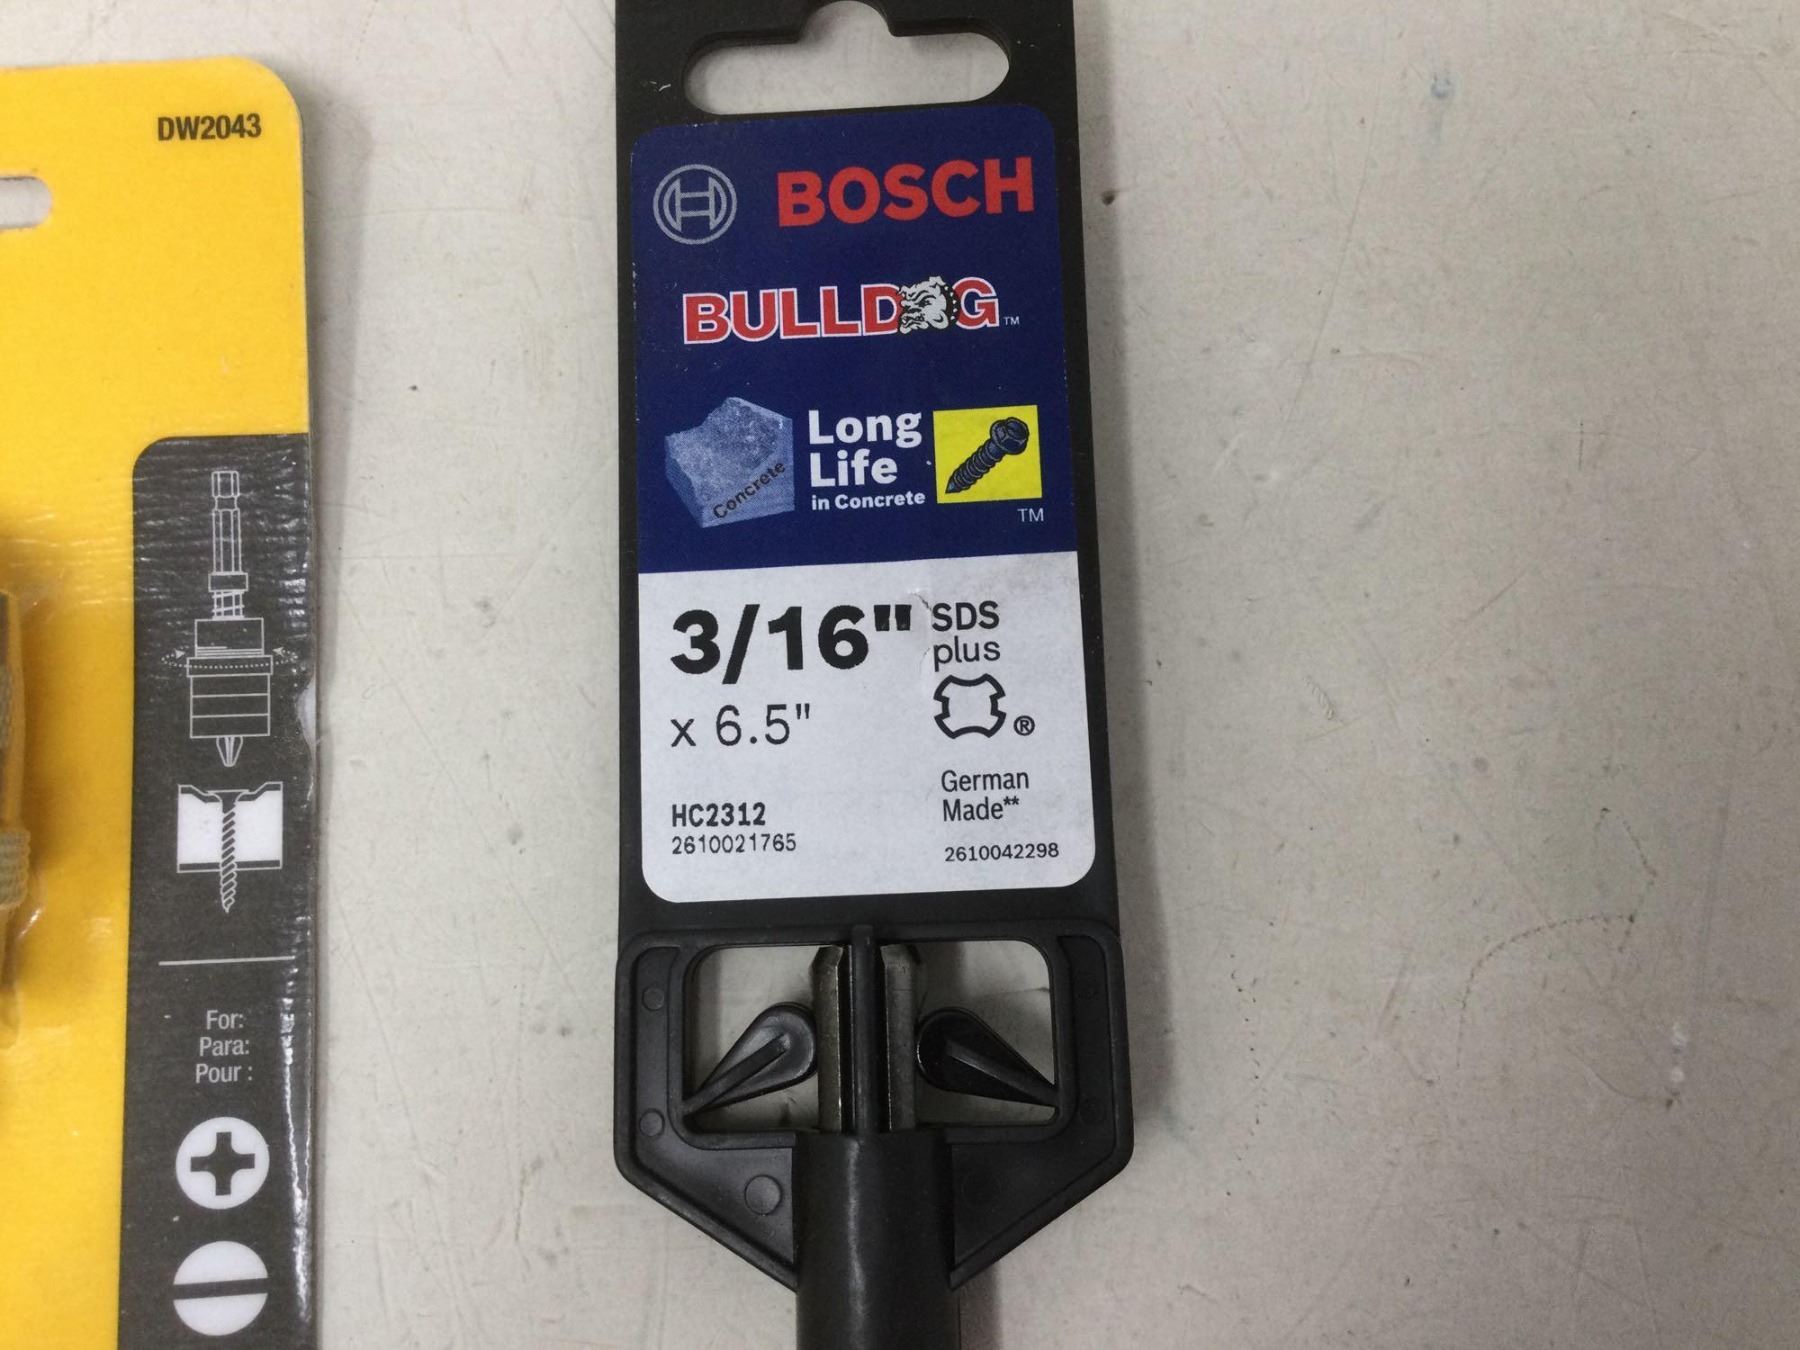 DW2043
For:
Para:
Pour :
BOSCH
BULLDOG™
Concrete
Long
Life
in Concrete
TM
3/16" SDS
plus
x 6.5"
®
German
Made**
HC2312
2610021765
2610042298